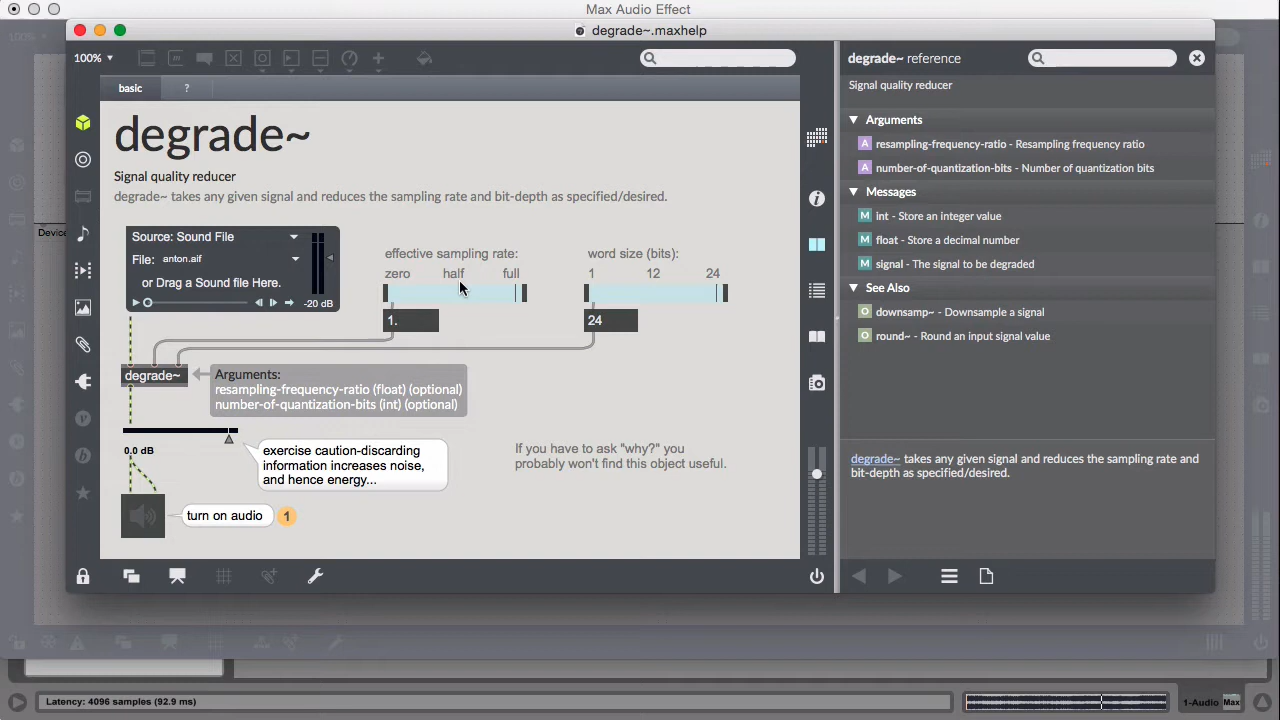 Max Audio Effect
degrade~.maxhelp
100%
basic
?
degrade~
Signal quality reducer
degrade~ takes any given signal and reduces the sampling rate and bit-depth as specified/desired.
Device
Source: Sound File
File: anton.aif
or Drag a Sound file Here.
-20 dB
effective sampling rate:
zero half full
1.
word size (bits):
1 12 24
24
degrade~
Arguments:
resampling-frequency-ratio (float) (optional)
number-of-quantization-bits (int) (optional)
0.0 dB
exercise caution-discarding
information increases noise,
and hence energy...
If you have to ask "why?" you
probably won't find this object useful.
turn on audio 1
degrade~ reference
Signal quality reducer
Arguments
A resampling-frequency-ratio - Resampling frequency ratio
A number-of-quantization-bits - Number of quantization bits
Messages
M int - Store an integer value
M float - Store a decimal number
M signal - The signal to be degraded
See Also
O downsamp~ - Downsample a signal
O round~ - Round an input signal value
degrade~ takes any given signal and reduces the sampling rate and
bit-depth as specified/desired.
Latency: 4096 samples (92.9 ms)
1-Audio Max